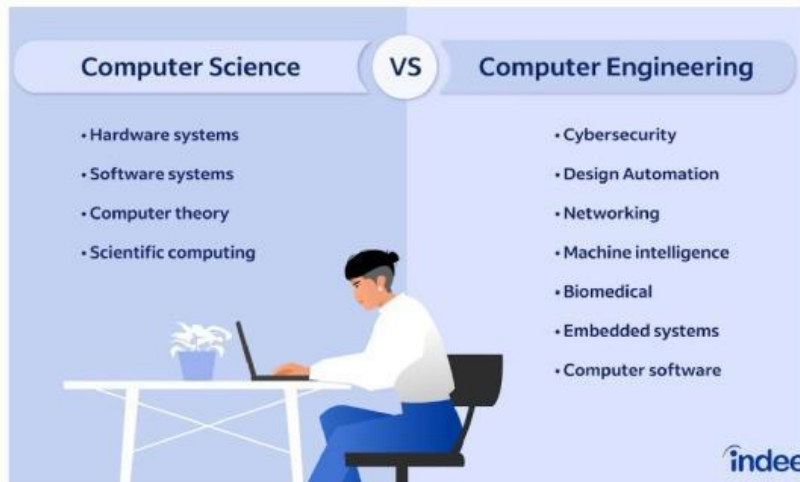 Computer Science
VS
Computer Engineering
• Hardware systems
• Software systems
• Computer theory
• Scientific computing
• Cybersecurity
• Design Automation
• Networking
• Machine intelligence
• Biomedical
• Embedded systems
• Computer software
indee